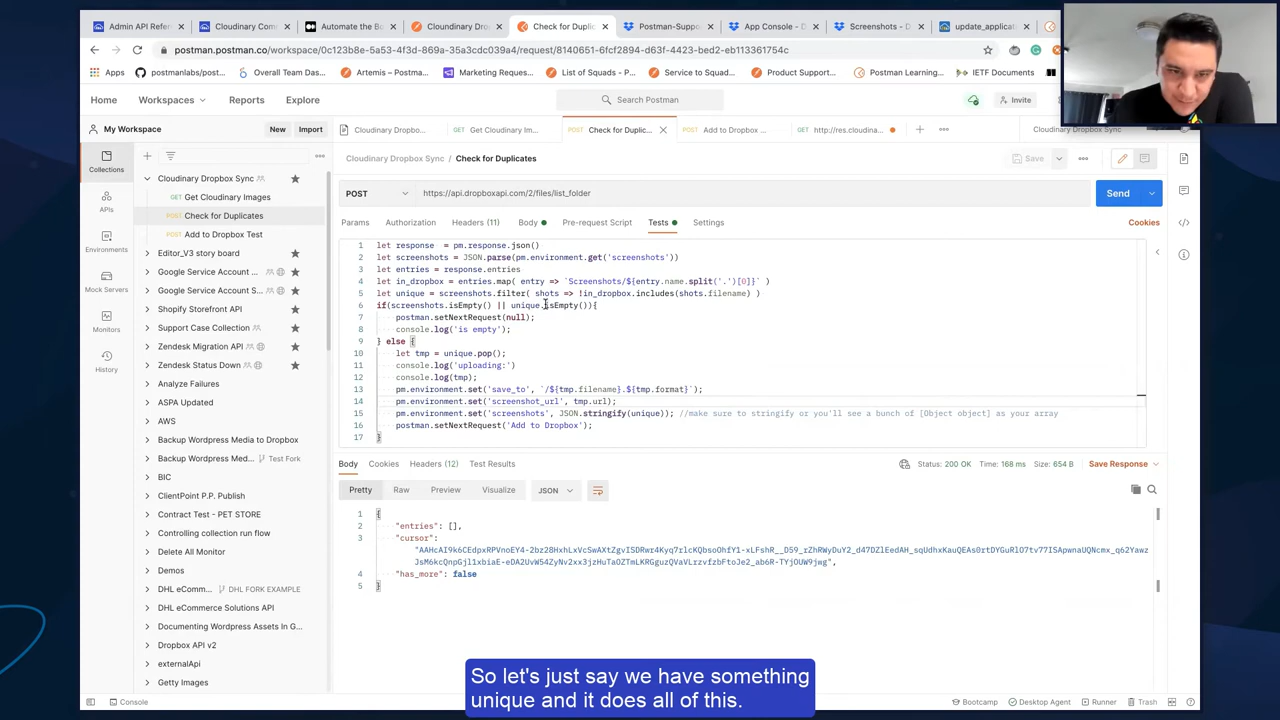 Admin API Refer
Cloudinary Com
Automate the Bo
Cloundinary Dro
Check for Duplic
Postman-Suppo
App Console - D
Screenshots - D
update_applicati
postman.postman.co/workspace/0c123b8e-5a53-4f3d-869a-35a3cdc039a4/request/8140651-6fcf2894-d63f-4423-bed2-eb113361754c
Apps
postmanlabs/post...
Overall Team Dash...
Artemis – Postma...
Marketing Reques...
List of Squads – P...
Service to Squad...
Product Support...
Postman Learning...
IETF Documents
Home
Workspaces
Reports
Explore
Search Postman
Invite
My Workspace
New
Import
Cloudinary Dropbo...
GET Get Cloudinary Im...
POST Check for Duplic...
POST Add to Dropbox ...
GET http://res.cloudina...
Cloudinary Dropbox Sync
Cloudinary Dropbox Sync / Check for Duplicates
Save
POST
https://api.dropboxapi.com/2/files/list_folder
Send
Params
Authorization
Headers (11)
Body
Pre-request Script
Tests
Settings
Cookies
Collections
APIs
Environments
Mock Servers
Monitors
History
Cloudinary Dropbox Sync
GET Get Cloudinary Images
POST Check for Duplicates
POST Add to Dropbox Test
Editor_V3 story board
Google Service Account ...
Google Service Account 5...
Shopify Storefront API
Support Case Collection
Zendesk Migration API
Zendesk Status Down
Analyze Failures
ASPA Updated
AWS
Backup Wordpress Media to Dropbox
Backup Wordpress Med... Test Fork
BIC
ClientPoint P.P. Publish
Contract Test - PET STORE
Controlling collection run flow
Delete All Monitor
Demos
DHL eComm... DHL FORK EXAMPLE
DHL eCommerce Solutions API
Documenting Wordpress Assets In G...
Dropbox API v2
externalApi
Getty Images
1 let response  = pm.response.json()
2 let screenshots = JSON.parse(pm.environment.get('screenshots'))
3 let entries = response.entries
4 let in_dropbox = entries.map( entry => `Screenshots/${entry.name.split('.')[0]}` )
5 let unique = screenshots.filter( shots => !in_dropbox.includes(shots.filename) )
6 if(screenshots.isEmpty() || unique.isEmpty()){
7 postman.setNextRequest(null);
8 console.log('is empty');
9 } else {
10 let tmp = unique.pop();
11 console.log('uploading:')
12 console.log(tmp);
13 pm.environment.set('save_to', `/${tmp.filename}.${tmp.format}`);
14 pm.environment.set('screenshot_url', tmp.url);
15 pm.environment.set('screenshots', JSON.stringify(unique)); //make sure to stringify or you'll see a bunch of [Object object] as your array
16 postman.setNextRequest('Add to Dropbox');
17 }
Body
Cookies
Headers (12)
Test Results
Status: 200 OK
Time: 168 ms
Size: 654 B
Save Response
Pretty
Raw
Preview
Visualize
JSON
1 {
2 "entries": [],
3 "cursor":
4 "has_more": false
5 }
So let's just say we have something
unique and it does all of this.
Console
Bootcamp
Desktop Agent
Runner
Trash